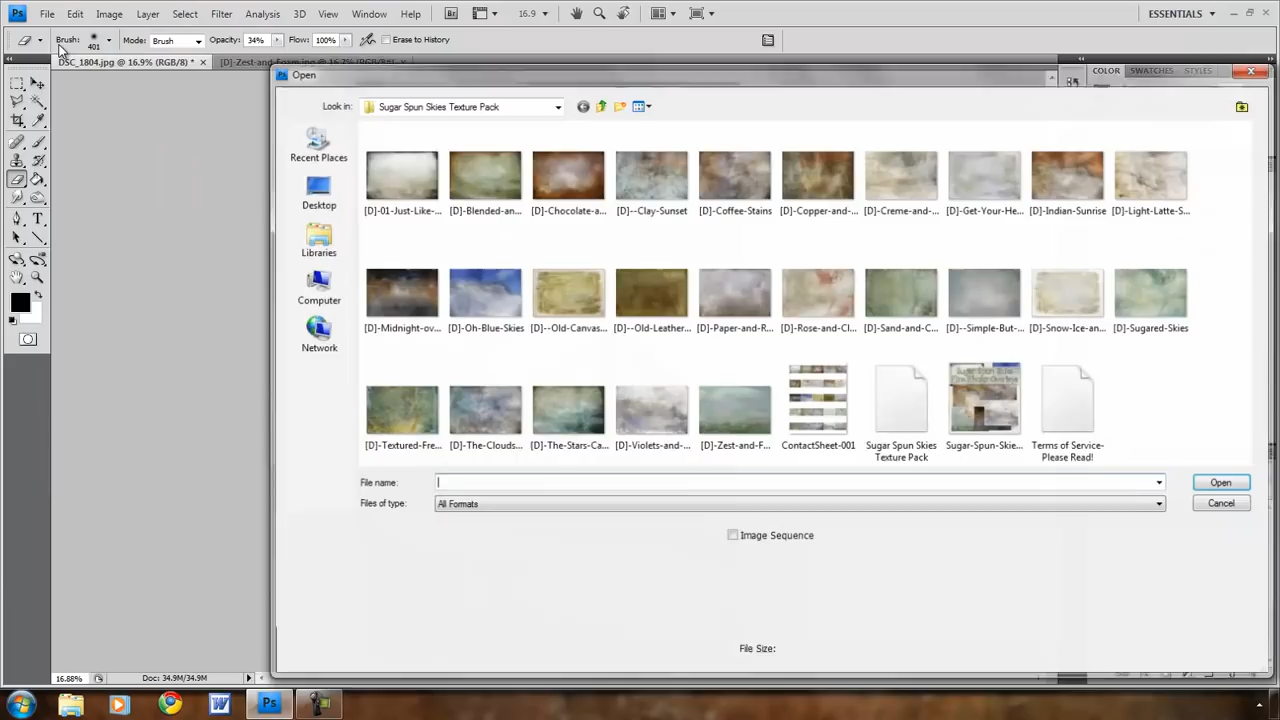 Ps File Edit Image Layer Select Filter Analysis 3D View Window Help Br 16.9 ESSENTIALS
Brush: 401 Mode: Brush Opacity: 34% Flow: 100% Erase to History
DSC_1804.jpg @ 16.9% (RGB/8) *
Open
COLOR SWATCHES STYLES
Look in: Sugar Spun Skies Texture Pack
Recent Places
Desktop
Libraries
Computer
Network
[D]-01-Just-Like-... [D]-Blended-an... [D]-Chocolate-a... [D]--Clay-Sunset [D]-Coffee-Stains [D]-Copper-and-... [D]-Creme-and-... [D]-Get-Your-He... [D]-Indian-Sunrise [D]-Light-Latte-S...
[D]-Midnight-ov... [D]-Oh-Blue-Skies [D]--Old-Canvas... [D]--Old-Leather... [D]-Paper-and-R... [D]-Rose-and-Cl... [D]-Sand-and-C... [D]--Simple-But-... [D]-Snow-Ice-an... [D]-Sugared-Skies
[D]-Textured-Fre... [D]-The-Clouds... [D]-The-Stars-Ca... [D]-Violets-and-... [D]-Zest-and-F... ContactSheet-001 Sugar Spun Skies Texture Pack Sugar-Spun-Skie... Terms of Service-Please Read!
File name: Open
Files of type: All Formats Cancel
Image Sequence
File Size:
16.88% Doc: 34.9M/34.9M
Ps